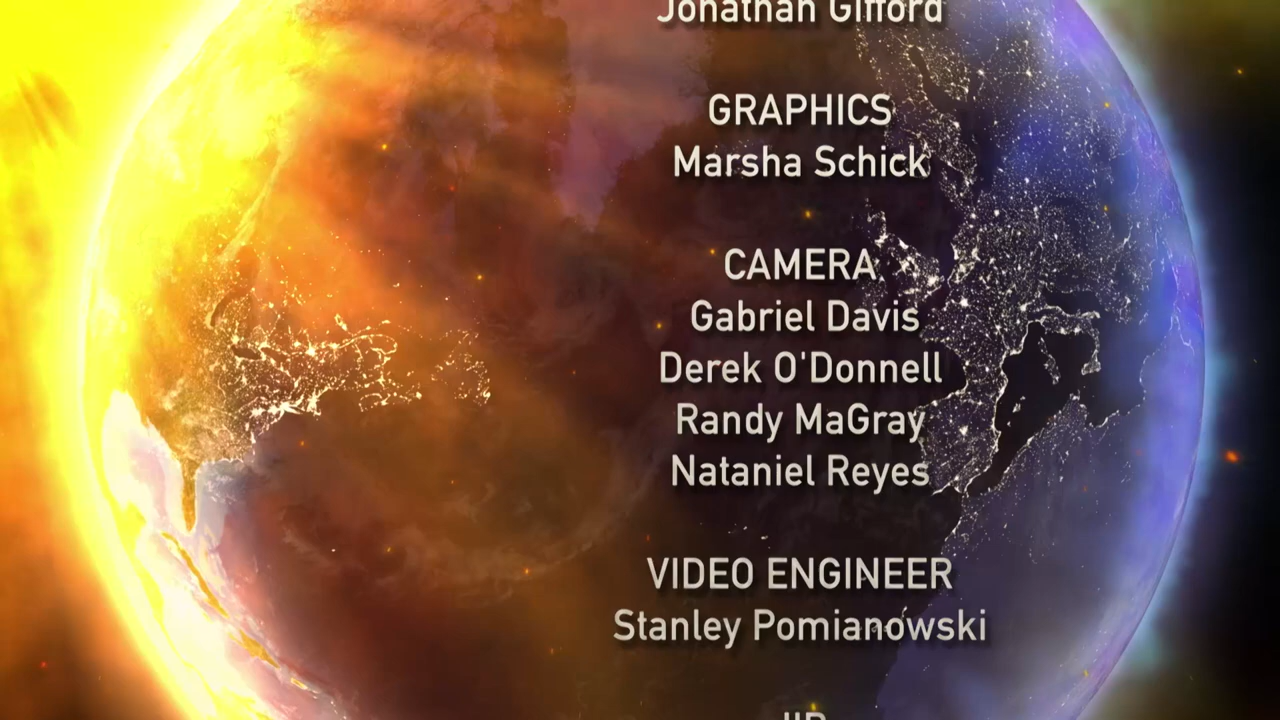 Jonathan Gifford
GRAPHICS
Marsha Schick
CAMERA
Gabriel Davis
Derek O'Donnell
Randy MaGray
Nataniel Reyes
VIDEO ENGINEER
Stanley Pomianowski